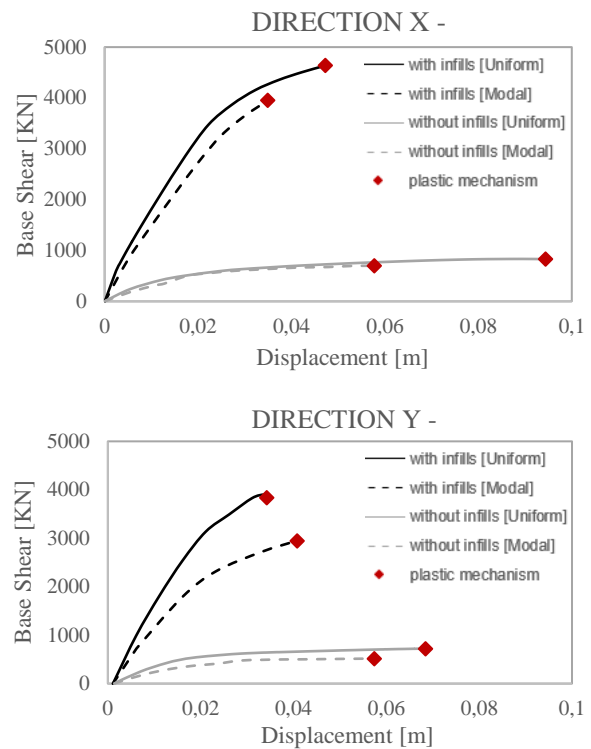 DIRECTION X -
5000
4000
3000
2000
1000
0
Base Shear [KN]
with infills [Uniform]
with infills [Modal]
without infills [Uniform]
without infills [Modal]
plastic mechanism
0
0,02
0,04
0,06
0,08
0,1
Displacement [m]
DIRECTION Y -
5000
4000
3000
2000
1000
0
Base Shear [KN]
with infills [Uniform]
with infills [Modal]
without infills [Uniform]
without infills [Modal]
plastic mechanism
0
0,02
0,04
0,06
0,08
0,1
Displacement [m]